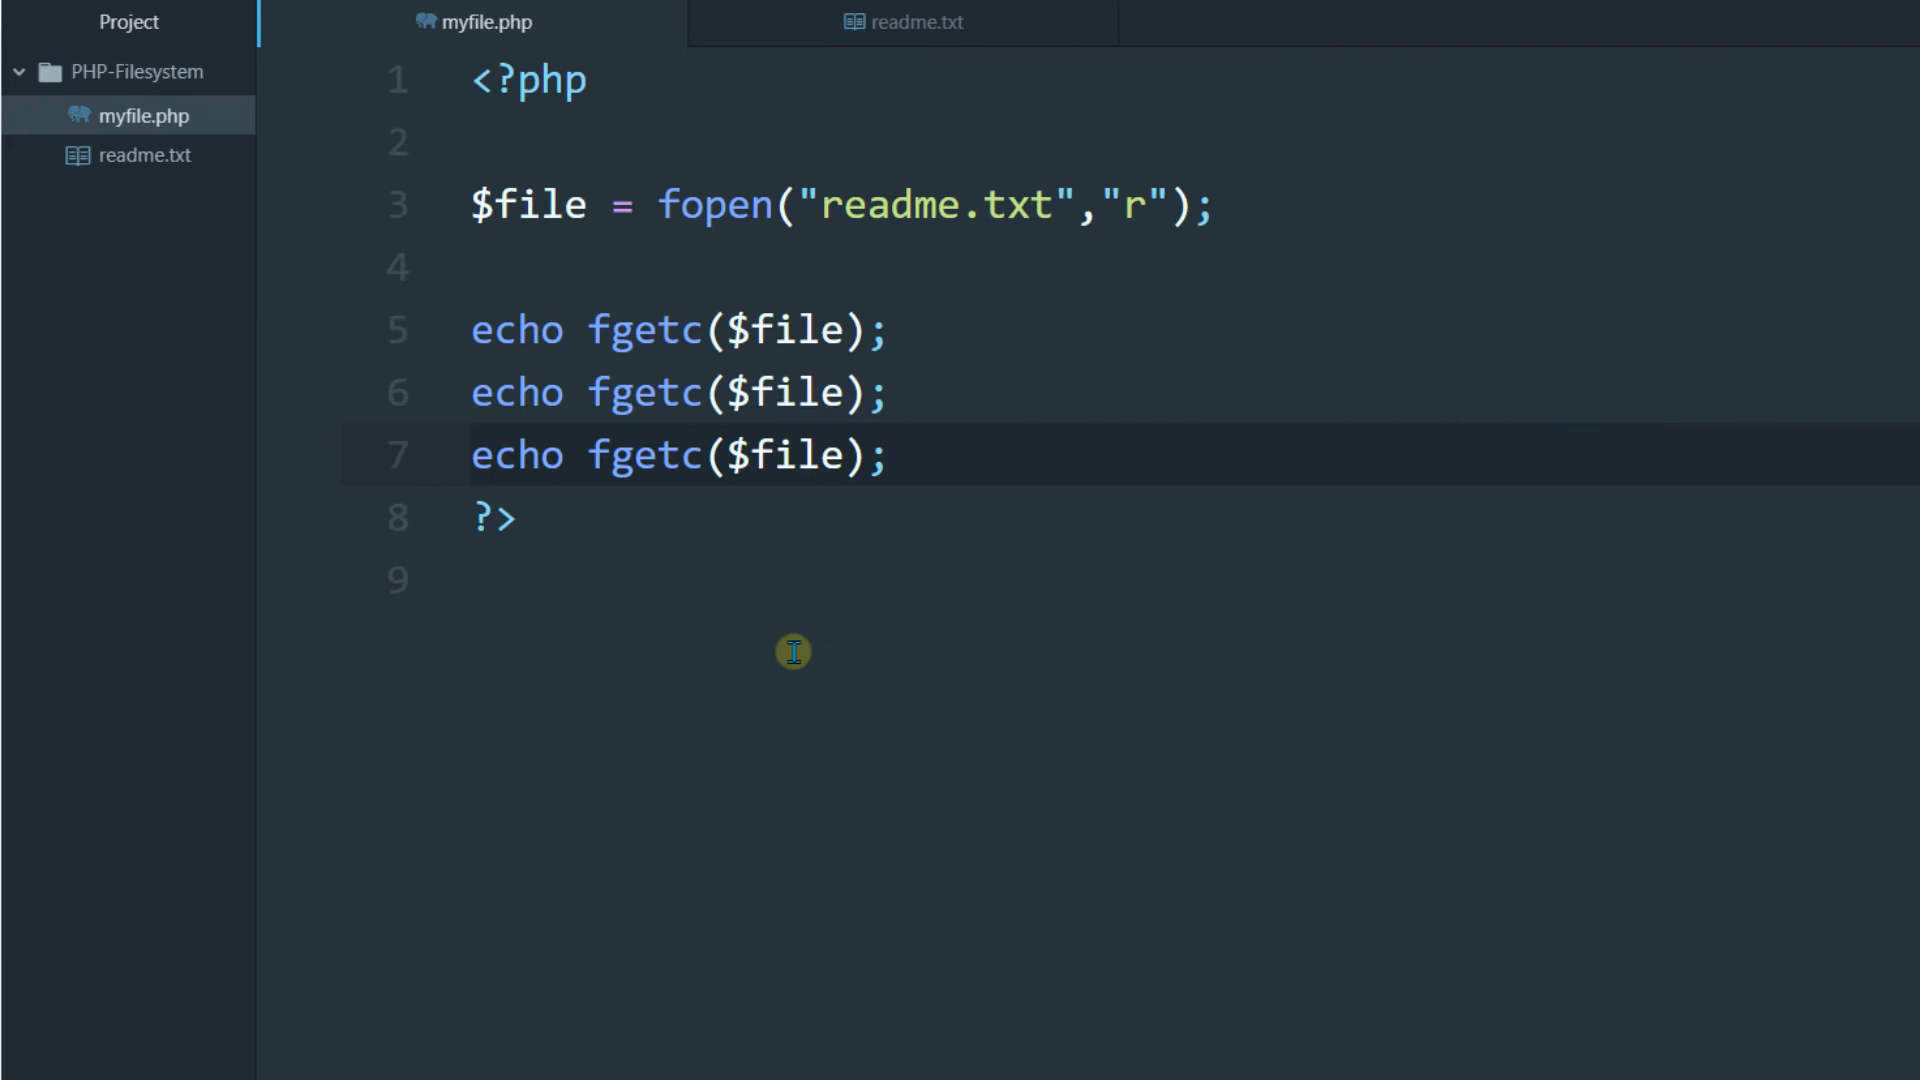 Project
PHP-Filesystem
myfile.php
readme.txt
myfile.php
readme.txt
1 <?php
2
3 $file = fopen("readme.txt","r");
4
5 echo fgetc($file);
6 echo fgetc($file);
7 echo fgetc($file);
8 ?>
9